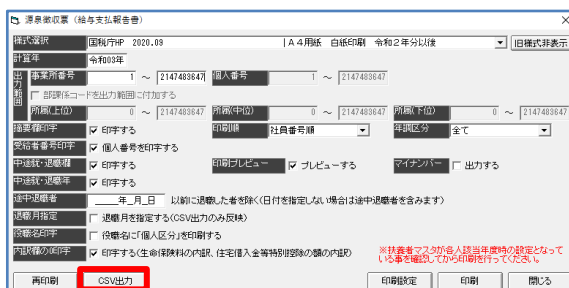 源泉徴収票（給与支払報告書）
様式選択 国税庁HP 2020.09 |A4用紙 白紙印刷 令和2年分以後 旧様式非表示
計算年 令和03年
出力範囲 事業所番号 1 ～ 2147483647 個人番号 1 ～ 2147483647
部課係コードを出力範囲に付加する
所属(上位) 0 ～ 2147483647 所属(中位) 0 ～ 2147483647 所属(下位) 0 ～ 2147483647
摘要欄印字 印字する 印刷順 社員番号順 年調区分 全て
受給者番号印字 個人番号を印字する
中途就・退職欄 印字する 印刷プレビュー プレビューする マイナンバー 出力する
中途就・退職年 印字する
途中退職者 ____年_月_日 以前に退職した者を除く(日付を指定しない場合は途中退職者を含みます)
退職月指定 退職月を指定する(CSV出力のみ反映)
役職名印字 役職名に「個人区分」を印刷する
内訳欄の0印字 印字する(生命保険料の内訳、住宅借入金等特別控除の額の内訳)
※扶養者マスタが各人該当年度時の設定となって
いる事を確認してから印刷を行ってください。
再印刷 CSV出力 印刷設定 印刷 閉じる